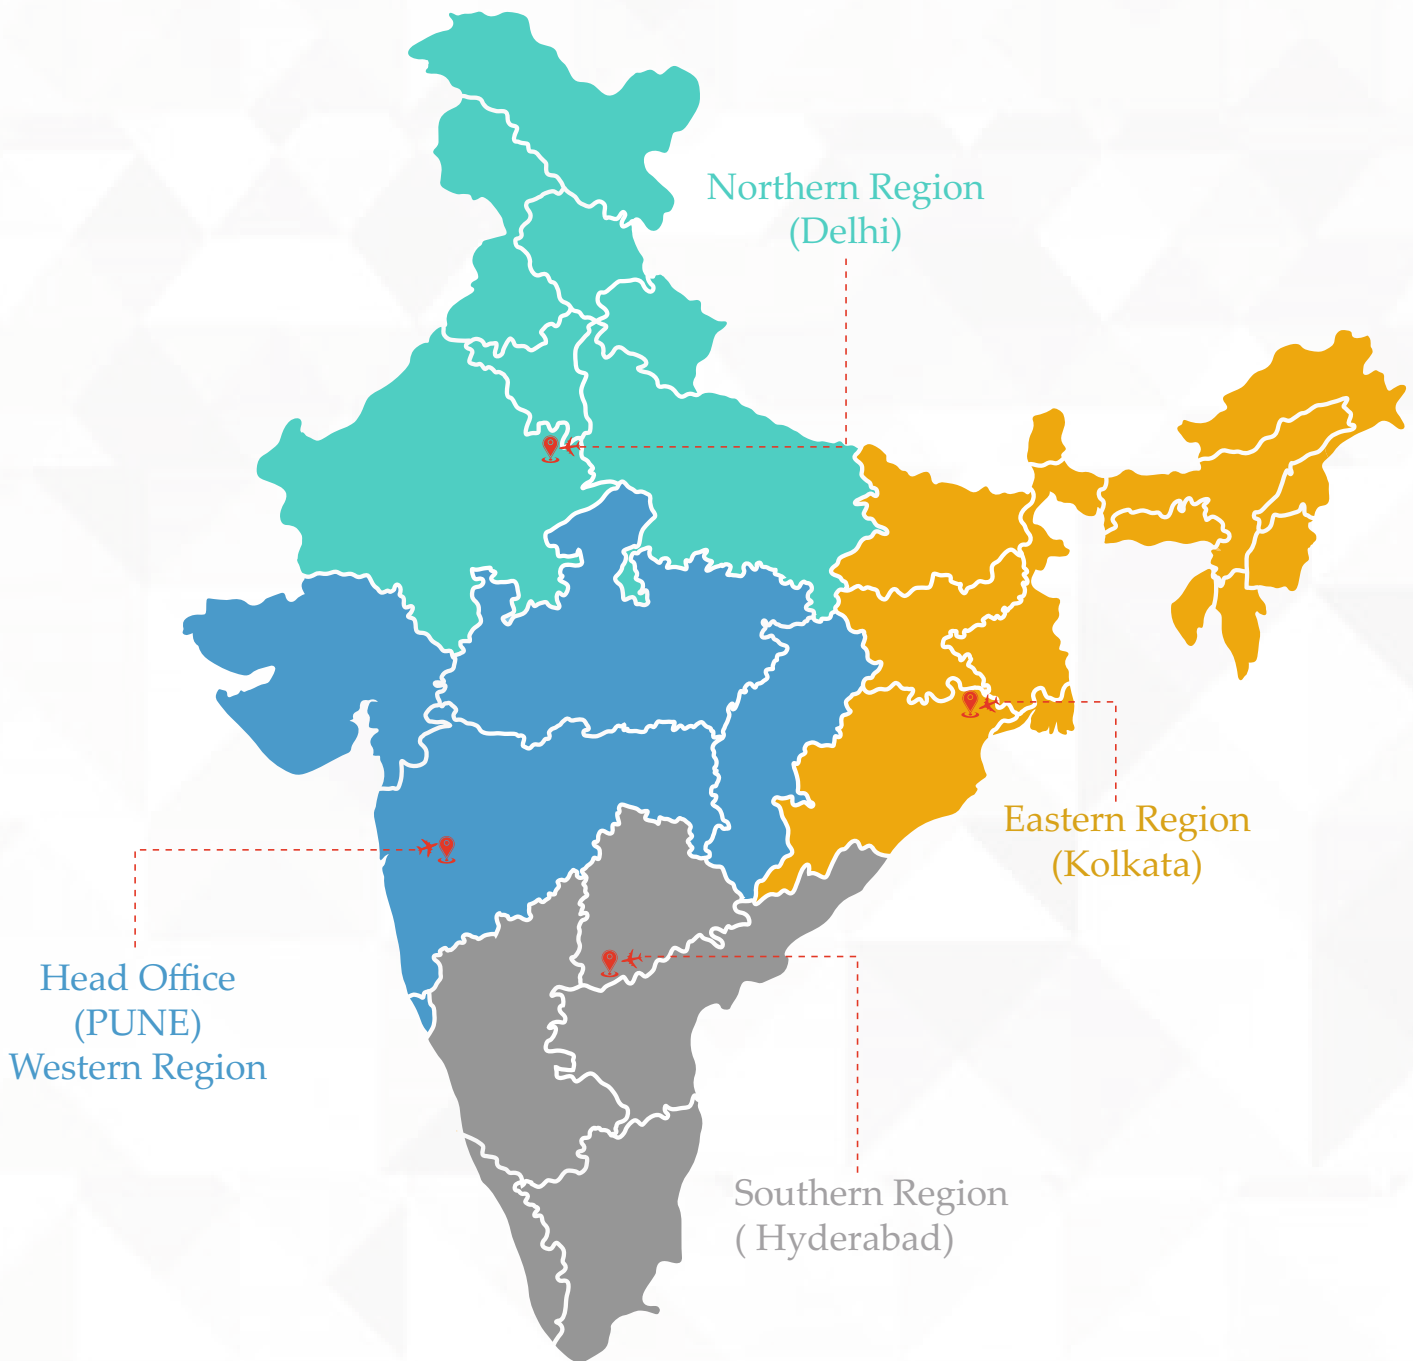 Northern Region
(Delhi)
Eastern Region
(Kolkata)
Head Office
(PUNE)
Western Region
Southern Region
( Hyderabad)